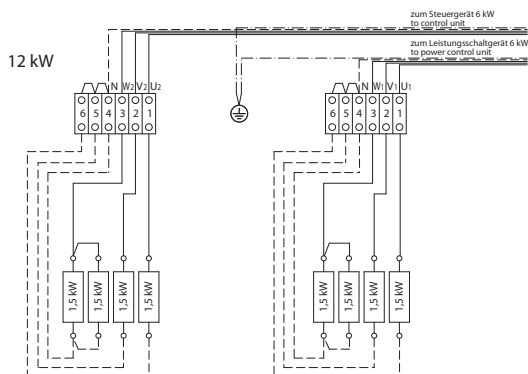 zum Steuergerät 6 kW
to control unit
zum Leistungsschaltgerät 6 kW
to power control unit
12 kW
N W2 V2 U2
N W1 V1 U1
6 5 4 3 2 1
6 5 4 3 2 1
1,5 kW 1,5 kW 1,5 kW 1,5 kW
1,5 kW 1,5 kW 1,5 kW 1,5 kW